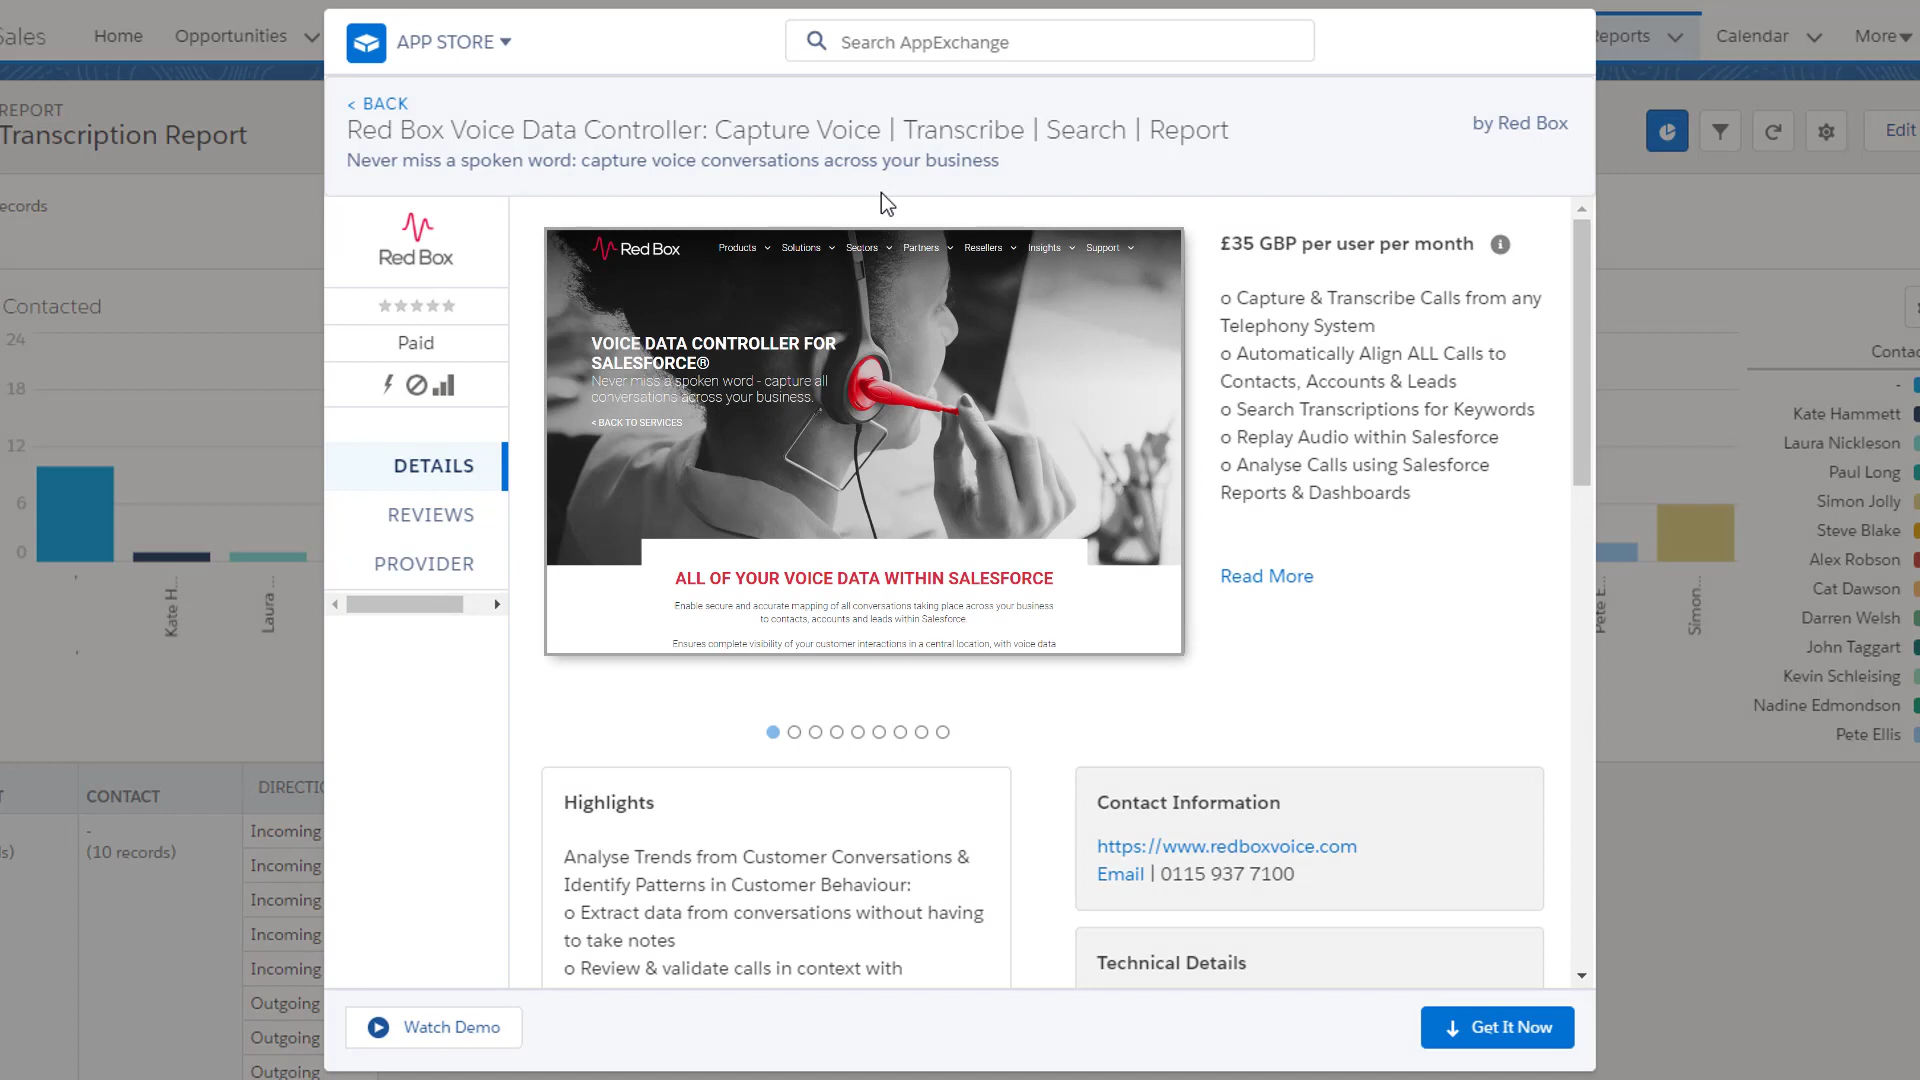 Sales
Home
Opportunities
Reports
Calendar
More
REPORT
Transcription Report
Edit
ecords
Contacted
24
18
12
6
0
Kate H...
Laura...
CONTACT
DIRECTIO
-
(10 records)
Incoming
Incoming
Incoming
Incoming
Incoming
Outgoing
Outgoing
Outgoing
APP STORE
Search AppExchange
< BACK
Red Box Voice Data Controller: Capture Voice | Transcribe | Search | Report
Never miss a spoken word: capture voice conversations across your business
by Red Box
Red Box
Paid
DETAILS
REVIEWS
PROVIDER
Red Box
Products
Solutions
Sectors
Partners
Resellers
Insights
Support
VOICE DATA CONTROLLER FOR
SALESFORCE®
Never miss a spoken word - capture all
conversations across your business.
< BACK TO SERVICES
ALL OF YOUR VOICE DATA WITHIN SALESFORCE
Enable secure and accurate mapping of all conversations taking place across your business
to contacts, accounts and leads within Salesforce.
Ensures complete visibility of your customer interactions in a central location, with voice data
£35 GBP per user per month
o Capture & Transcribe Calls from any
Telephony System
o Automatically Align ALL Calls to
Contacts, Accounts & Leads
o Search Transcriptions for Keywords
o Replay Audio within Salesforce
o Analyse Calls using Salesforce
Reports & Dashboards
Read More
Highlights
Analyse Trends from Customer Conversations &
Identify Patterns in Customer Behaviour:
o Extract data from conversations without having
to take notes
o Review & validate calls in context with
Contact Information
https://www.redboxvoice.com
Email | 0115 937 7100
Technical Details
Watch Demo
Get It Now
Contac
-
Kate Hammett
Laura Nickleson
Paul Long
Simon Jolly
Steve Blake
Alex Robson
Cat Dawson
Darren Welsh
John Taggart
Kevin Schleising
Nadine Edmondson
Pete Ellis
Pete E...
Simon...